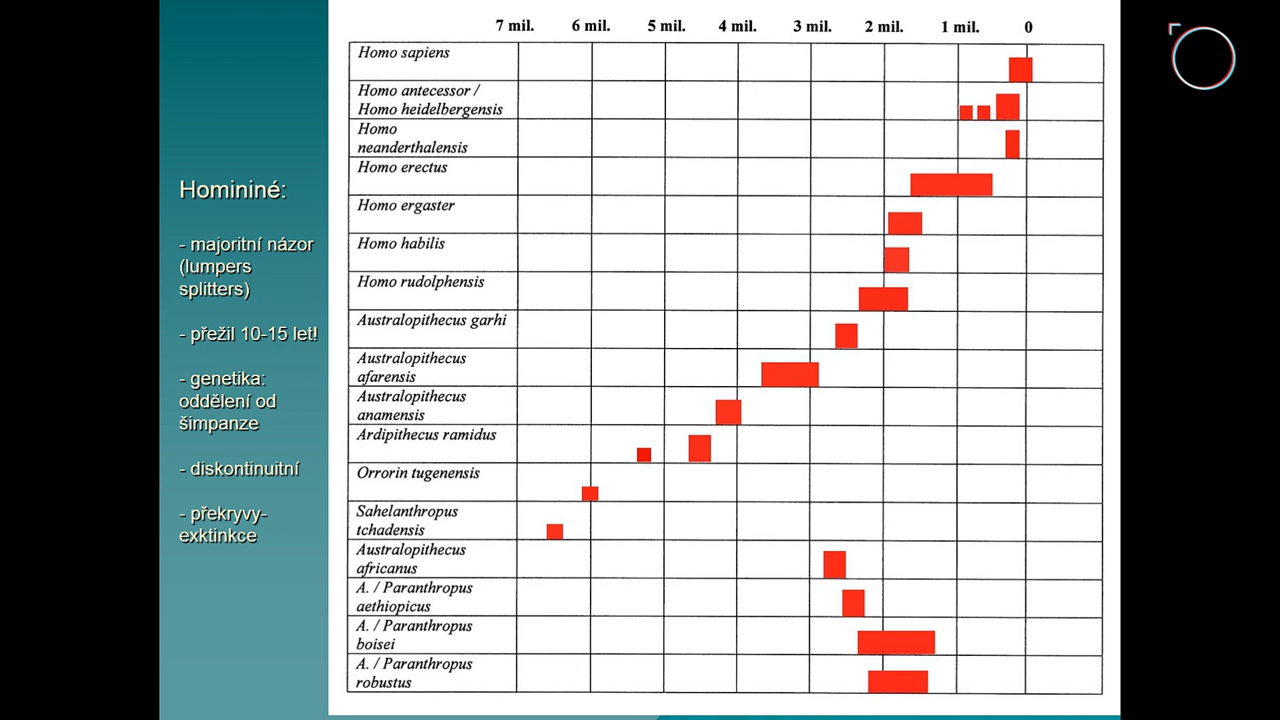 Homininé:
- majoritní názor
(lumpers
splitters)
- přežil 10-15 let!
- genetika:
oddělení od
šimpanze
- diskontinuitní
- překryvy-
exktinkce
7 mil. 6 mil. 5 mil. 4 mil. 3 mil. 2 mil. 1 mil. 0
Homo sapiens
Homo antecessor /
Homo heidelbergensis
Homo
neanderthalensis
Homo erectus
Homo ergaster
Homo habilis
Homo rudolphensis
Australopithecus garhi
Australopithecus
afarensis
Australopithecus
anamensis
Ardipithecus ramidus
Orrorin tugenensis
Sahelanthropus
tchadensis
Australopithecus
africanus
A. / Paranthropus
aethiopicus
A. / Paranthropus
boisei
A. / Paranthropus
robustus